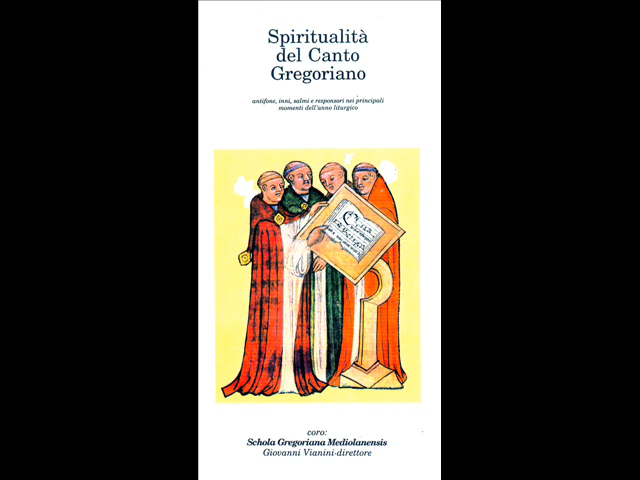 Spiritualità
del Canto
Gregoriano
antifone, inni, salmi e responsori nei principali
momenti dell'anno liturgico
coro:
Schola Gregoriana Mediolanensis
Giovanni Vianini-direttore